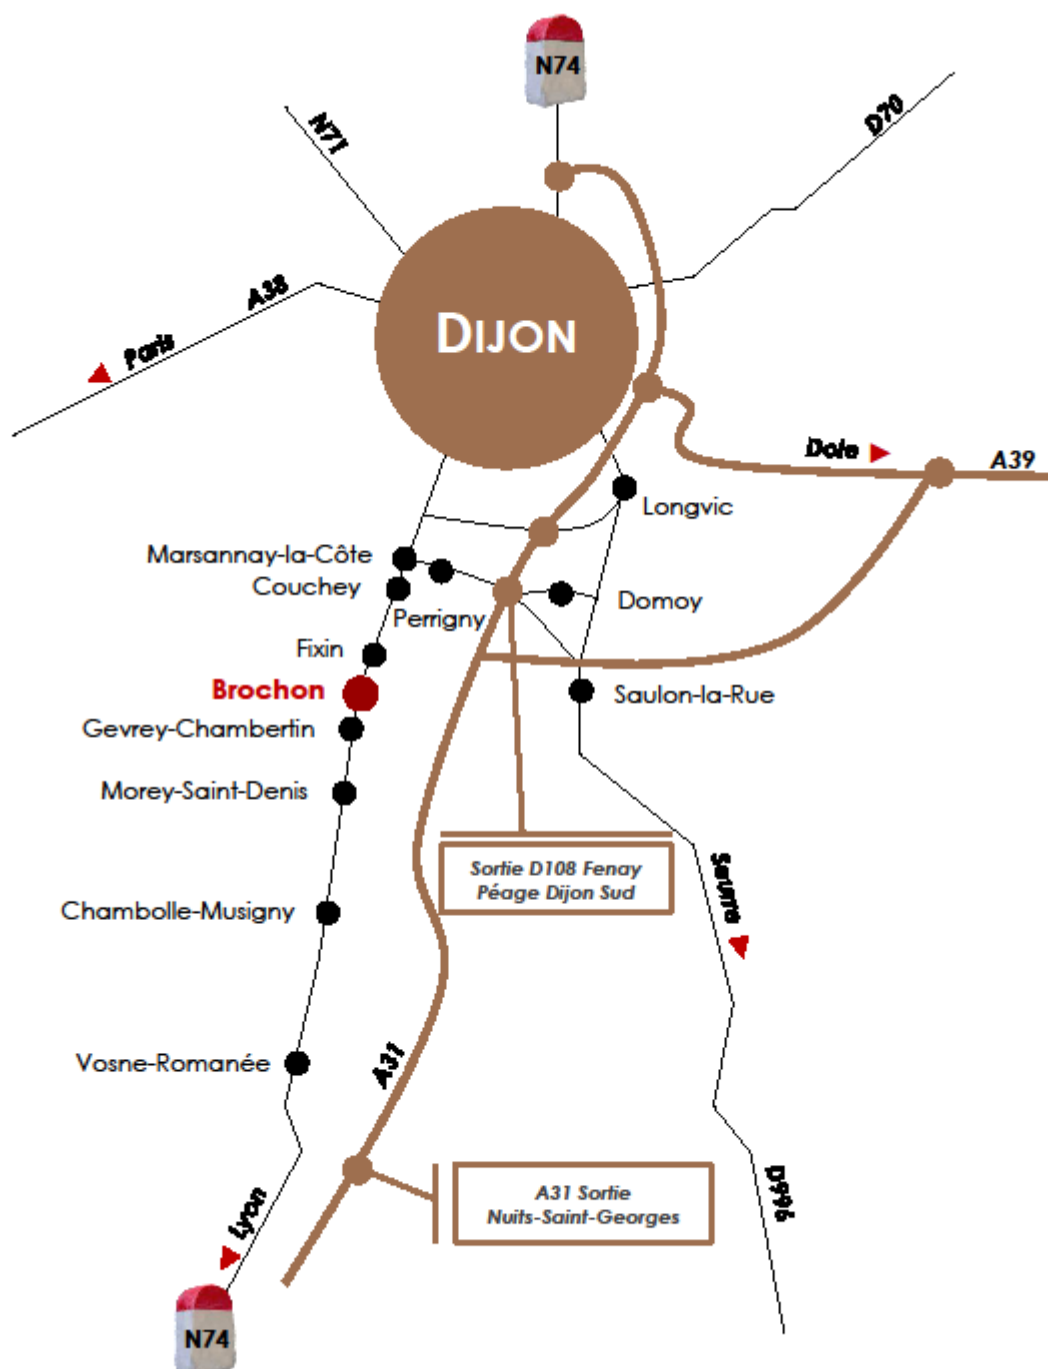 N74
N71
D70
A38
Paris
DIJON
Dole
A39
Longvic
Marsannay-la-Côte
Couchey
Perrigny
Domoy
Fixin
Brochon
Saulon-la-Rue
Gevrey-Chambertin
Morey-Saint-Denis
Sortie D108 Fenay
Péage Dijon Sud
Seurre
Chambolle-Musigny
Vosne-Romanée
A31
D996
A31 Sortie
Nuits-Saint-Georges
Lyon
N74